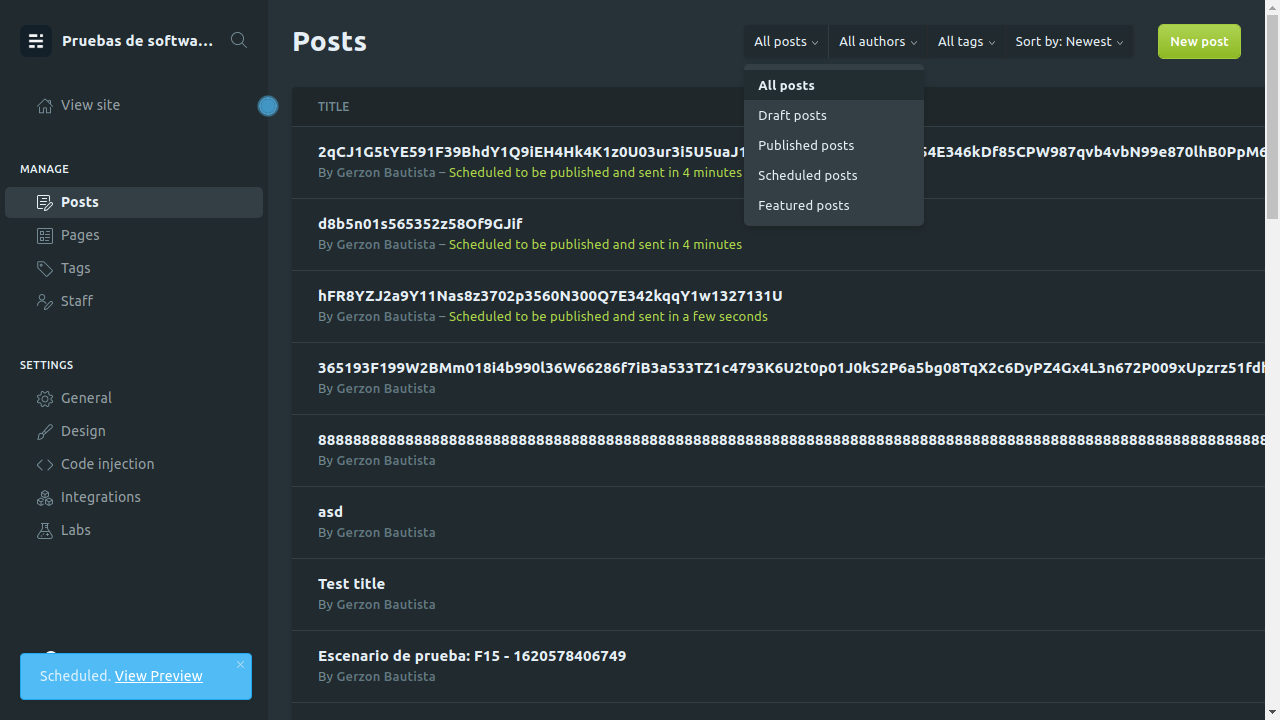 Pruebas de softwa...
View site
MANAGE
Posts
Pages
Tags
Staff
SETTINGS
General
Design
Code injection
Integrations
Labs
Scheduled. View Preview
Posts
All posts
All authors
All tags
Sort by: Newest
New post
All posts
Draft posts
Published posts
Scheduled posts
Featured posts
TITLE
By Gerzon Bautista – Scheduled to be published and sent in 4 minutes
d8b5n01s565352z58Of9GJif
By Gerzon Bautista – Scheduled to be published and sent in 4 minutes
hFR8YZJ2a9Y11Nas8z3702p3560N300Q7E342kqqY1w1327131U
By Gerzon Bautista – Scheduled to be published and sent in a few seconds
By Gerzon Bautista
By Gerzon Bautista
asd
By Gerzon Bautista
Test title
By Gerzon Bautista
Escenario de prueba: F15 - 1620578406749
By Gerzon Bautista